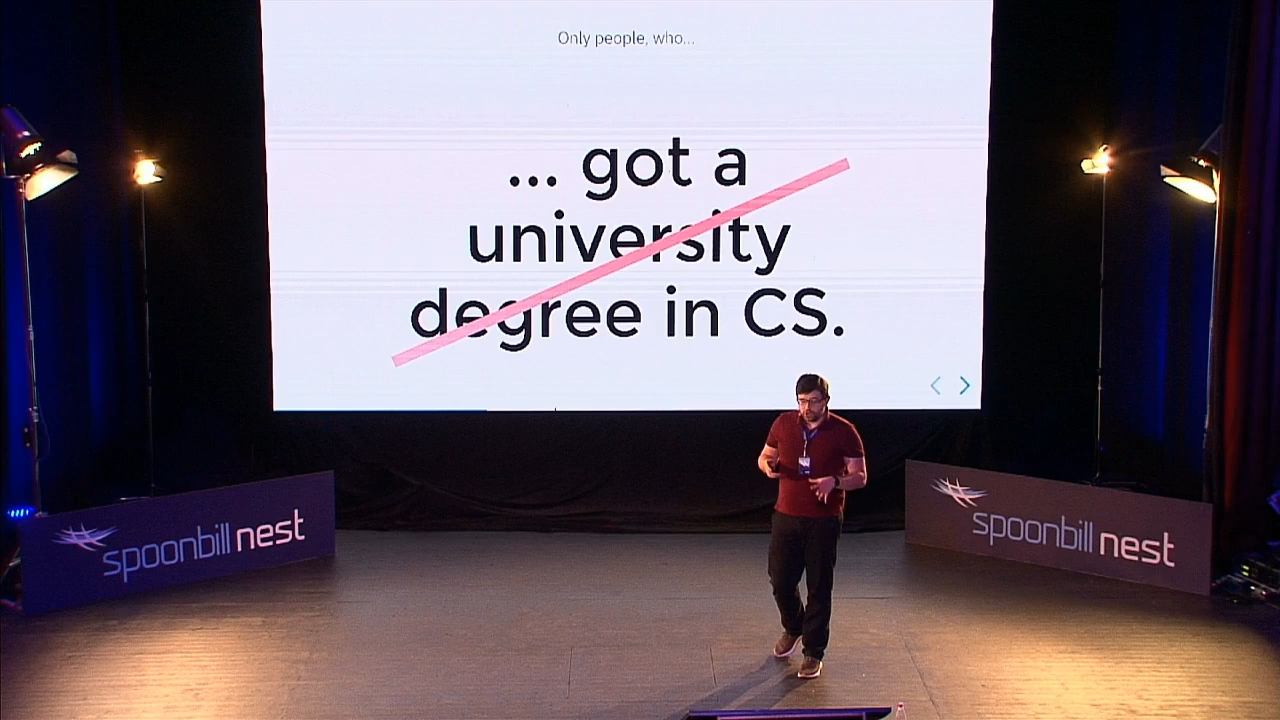 Only people, who...
... got a
university
degree in CS.
spoonbill nest
spoonbill nest